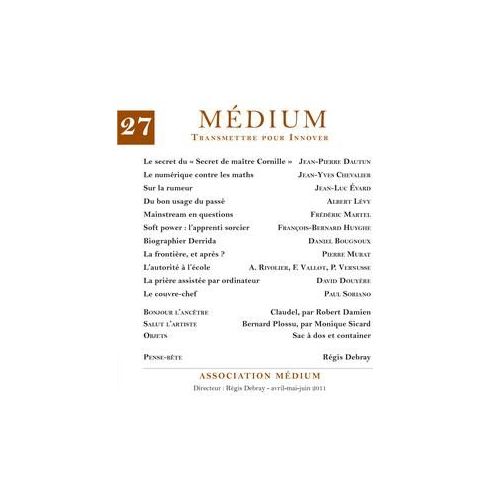 27
MÉDIUM
Transmettre pour Innover
Le secret du « Secret de maître Cornille » Jean-Pierre Dautun
Le numérique contre les maths Jean-Yves Chevalier
Sur la rumeur Jean-Luc Évard
Du bon usage du passé Albert Lévy
Mainstream en questions Frédéric Martel
Soft power : l'apprenti sorcier François-Bernard Huyghe
Biographier Derrida Daniel Bougnoux
La frontière, et après ? Pierre Murat
L'autorité à l'école A. Rivolier, F. Vallot, P. Vernusse
La prière assistée par ordinateur David Douyère
Le couvre-chef Paul Soriano
Bonjour l'ancêtre Claudel, par Robert Damien
Salut l'artiste Bernard Plossu, par Monique Sicard
Objets Sac à dos et container
Pense-bête Régis Debray
ASSOCIATION MÉDIUM
Directeur : Régis Debray - avril-mai-juin 2011